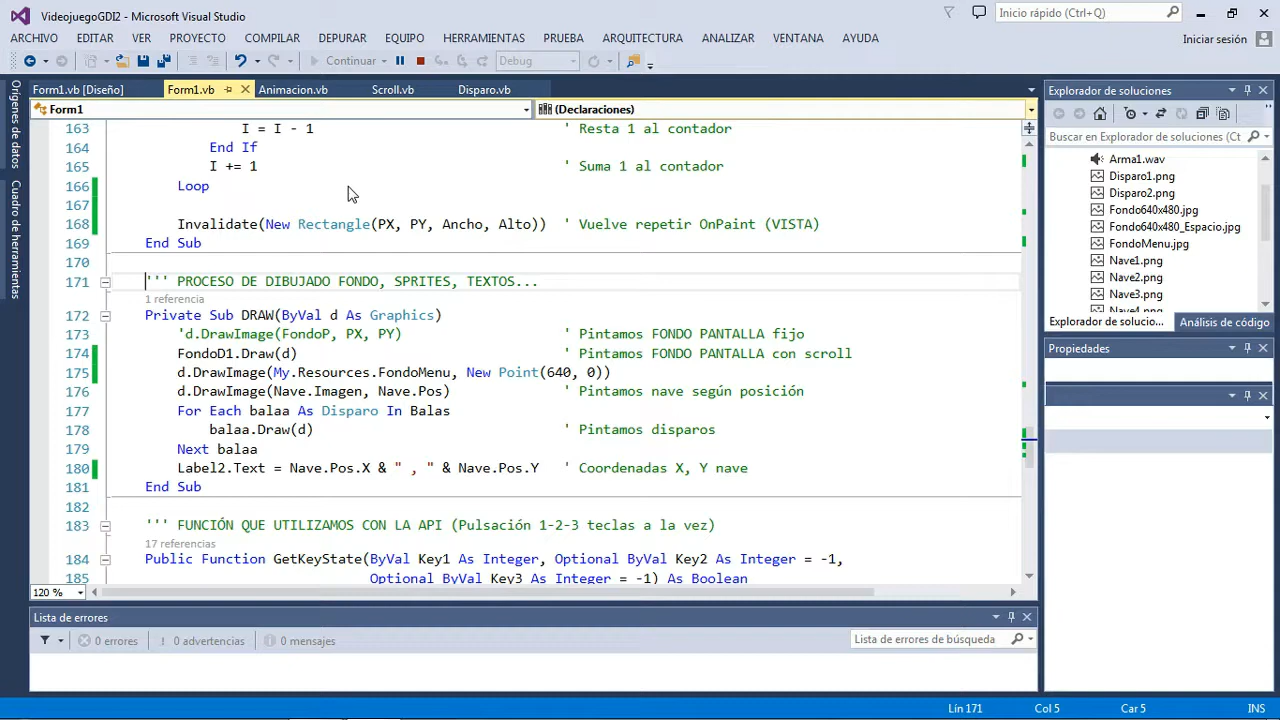 VideojuegoGDI2 - Microsoft Visual Studio
Inicio rápido (Ctrl+Q)
ARCHIVO EDITAR VER PROYECTO COMPILAR DEPURAR EQUIPO HERRAMIENTAS PRUEBA ARQUITECTURA ANALIZAR VENTANA AYUDA
Iniciar sesión
Continuar
Debug
Orígenes de datos
Cuadro de herramientas
Form1.vb [Diseño] Form1.vb Animacion.vb Scroll.vb Disparo.vb
Form1 (Declaraciones)
163 I = I - 1 ' Resta 1 al contador
164 End If
165 I += 1 ' Suma 1 al contador
166 Loop
167
168 Invalidate(New Rectangle(PX, PY, Ancho, Alto)) ' Vuelve repetir OnPaint (VISTA)
169 End Sub
170
171 ''' PROCESO DE DIBUJADO FONDO, SPRITES, TEXTOS...
1 referencia
172 Private Sub DRAW(ByVal d As Graphics)
173 'd.DrawImage(FondoP, PX, PY) ' Pintamos FONDO PANTALLA fijo
174 FondoD1.Draw(d) ' Pintamos FONDO PANTALLA con scroll
175 d.DrawImage(My.Resources.FondoMenu, New Point(640, 0))
176 d.DrawImage(Nave.Imagen, Nave.Pos) ' Pintamos nave según posición
177 For Each balaa As Disparo In Balas
178 balaa.Draw(d) ' Pintamos disparos
179 Next balaa
180 Label2.Text = Nave.Pos.X & " , " & Nave.Pos.Y ' Coordenadas X, Y nave
181 End Sub
182
183 ''' FUNCIÓN QUE UTILIZAMOS CON LA API (Pulsación 1-2-3 teclas a la vez)
17 referencias
184 Public Function GetKeyState(ByVal Key1 As Integer, Optional ByVal Key2 As Integer = -1,
185 Optional ByVal Key3 As Integer = -1) As Boolean
120 %
Lista de errores
0 errores 0 advertencias 0 mensajes
Lista de errores de búsqueda
Explorador de soluciones
Buscar en Explorador de soluciones (Ct
Arma1.wav
Disparo1.png
Disparo2.png
Fondo640x480.jpg
Fondo640x480_Espacio.jpg
FondoMenu.jpg
Nave1.png
Nave2.png
Nave3.png
Explorador de solucio... Análisis de código
Propiedades
Lín 171 Col 5 Car 5 INS